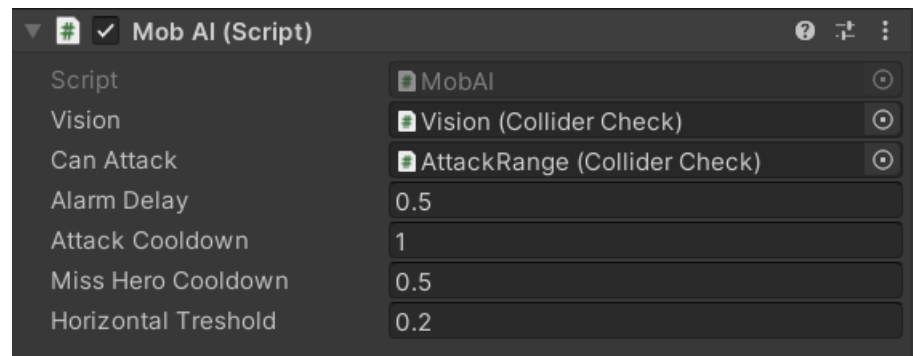 Mob AI (Script)
Script MobAI
Vision Vision (Collider Check)
Can Attack AttackRange (Collider Check)
Alarm Delay 0.5
Attack Cooldown 1
Miss Hero Cooldown 0.5
Horizontal Treshold 0.2